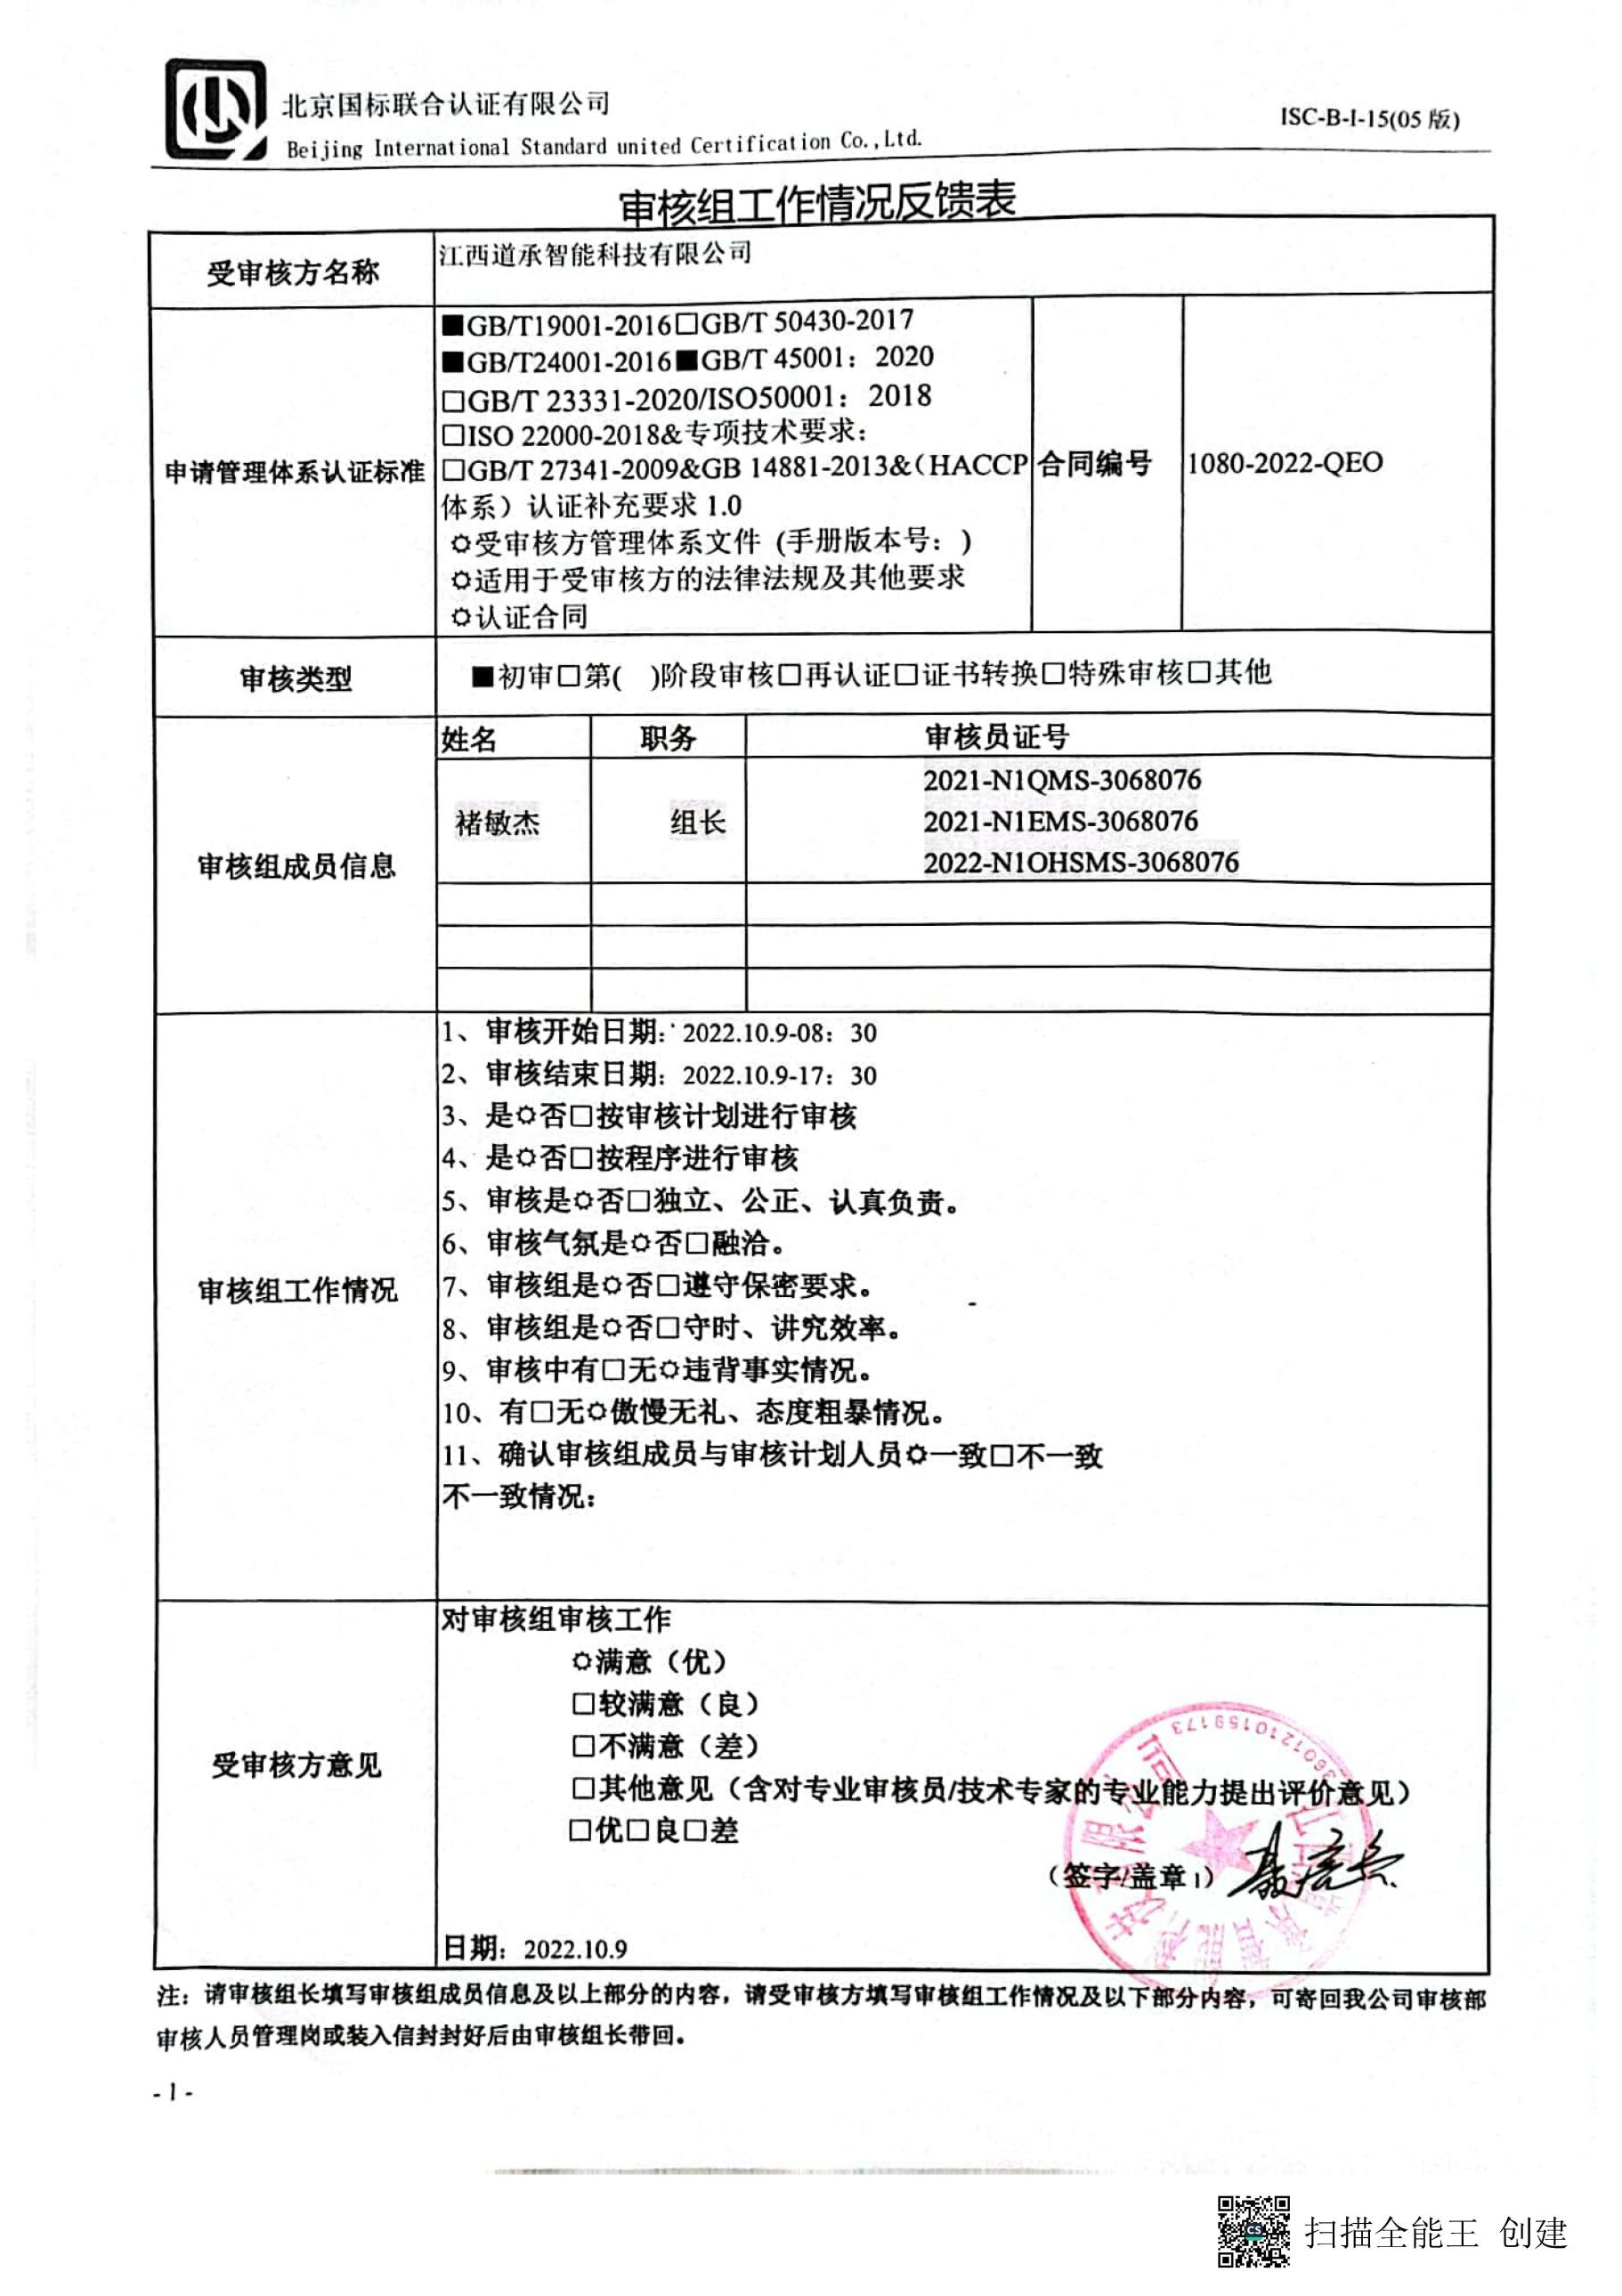 北京国标联合认证有限公司
Beijing International Standard united Certification Co.,Ltd.
ISC-B-I-15(05 版)
审核组工作情况反馈表
受审核方名称
江西道承智能科技有限公司
申请管理体系认证标准
■GB/T19001-2016□GB/T 50430-2017
■GB/T24001-2016■GB/T 45001：2020
□GB/T 23331-2020/ISO50001：2018
□ISO 22000-2018&专项技术要求:
□GB/T 27341-2009&GB 14881-2013&（HACCP
体系）认证补充要求 1.0
✩受审核方管理体系文件 (手册版本号：)
✩适用于受审核方的法律法规及其他要求
✩认证合同
合同编号
1080-2022-QEO
审核类型
■初审□第( )阶段审核□再认证□证书转换□特殊审核□其他
审核组成员信息
姓名 职务 审核员证号
褚敏杰 组长
2021-N1QMS-3068076
2021-N1EMS-3068076
2022-N1OHSMS-3068076
审核组工作情况
1、审核开始日期：2022.10.9-08：30
2、审核结束日期：2022.10.9-17：30
3、是✩否□按审核计划进行审核
4、是✩否□按程序进行审核
5、审核是✩否□独立、公正、认真负责。
6、审核气氛是✩否□融洽。
7、审核组是✩否□遵守保密要求。
8、审核组是✩否□守时、讲究效率。
9、审核中有□无✩违背事实情况。
10、有□无✩傲慢无礼、态度粗暴情况。
11、确认审核组成员与审核计划人员✩一致□不一致
不一致情况：
受审核方意见
对审核组审核工作
✩满意（优）
□较满意（良）
□不满意（差）
□其他意见（含对专业审核员/技术专家的专业能力提出评价意见）
□优□良□差
（签字/盖章）
日期：2022.10.9
注：请审核组长填写审核组成员信息及以上部分的内容，请受审核方填写审核组工作情况及以下部分内容，可寄回我公司审核部
审核人员管理岗或装入信封封好后由审核组长带回。
- 1 -
CS
扫描全能王 创建